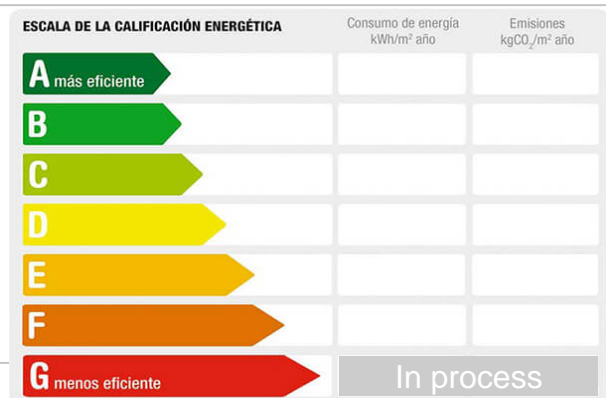 ESCALA DE LA CALIFICACIÓN ENERGÉTICA
Consumo de energía
kWh/m² año
Emisiones
kgCO₂/m² año
A más eficiente
B
C
D
E
F
G menos eficiente
In process